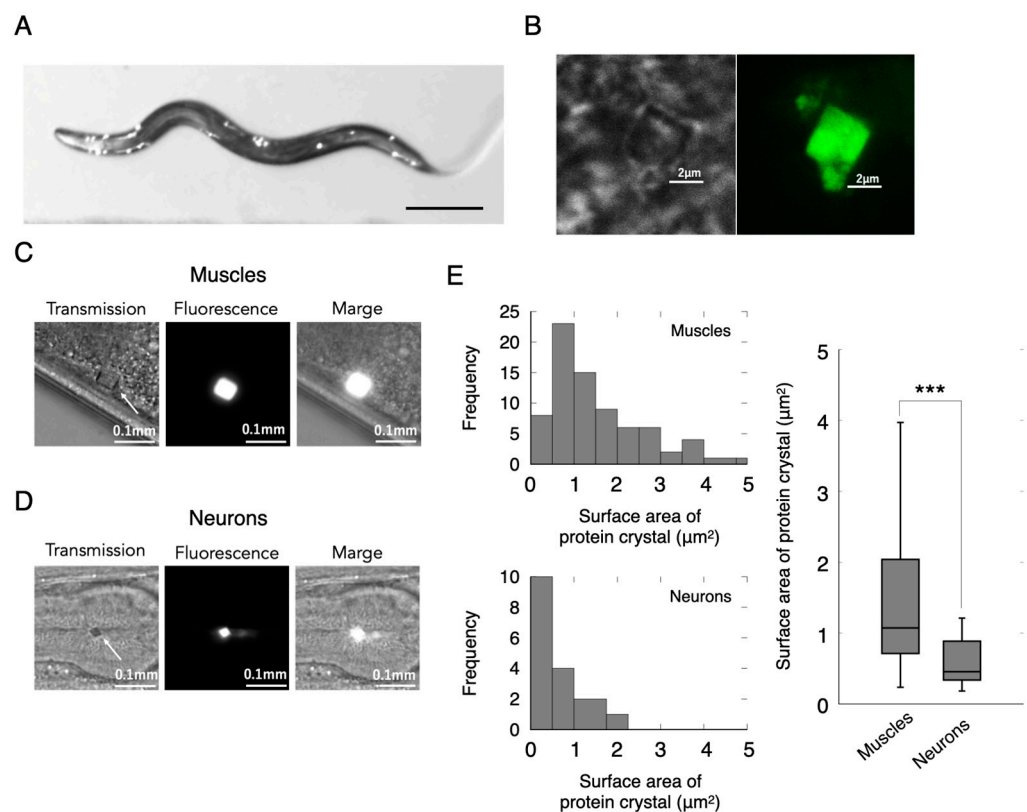 A
B
2μm
2μm
C
Muscles
Transmission
Fluorescence
Marge
0.1mm
0.1mm
0.1mm
D
Neurons
Transmission
Fluorescence
Marge
0.1mm
0.1mm
0.1mm
E
25
20
15
10
5
0
Frequency
Muscles
0 1 2 3 4 5
Surface area of
protein crystal (μm²)
10
8
6
4
2
0
Frequency
Neurons
0 1 2 3 4 5
Surface area of
protein crystal (μm²)
5
4
3
2
1
0
Surface area of protein crystal (μm²)
***
Muscles
Neurons